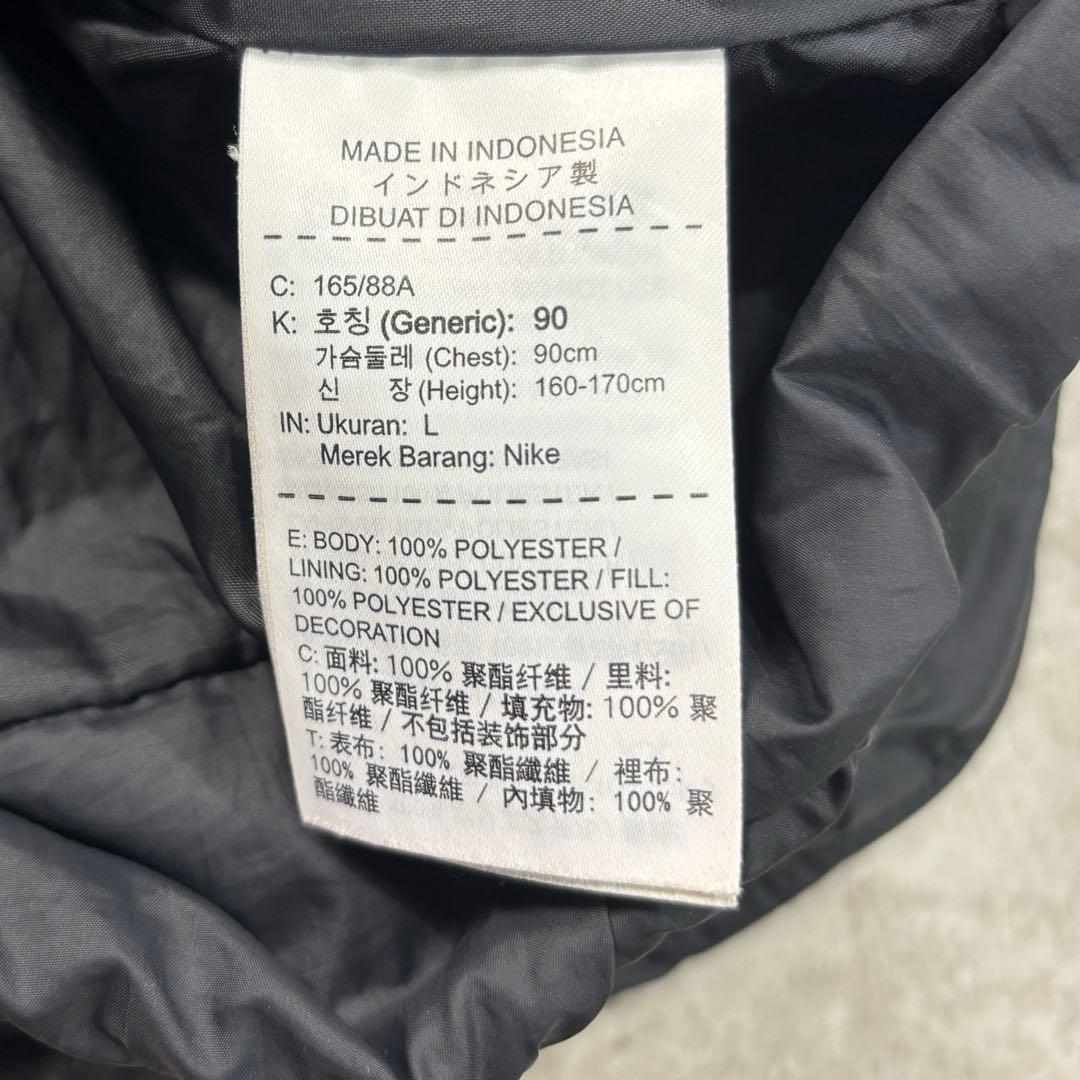 MADE IN INDONESIA
インドネシア製
DIBUAT DI INDONESIA
C: 165/88A
K: 호칭 (Generic): 90
가슴둘레 (Chest): 90cm
신 장 (Height): 160-170cm
IN: Ukuran: L
Merek Barang: Nike
E: BODY: 100% POLYESTER /
LINING: 100% POLYESTER / FILL:
100% POLYESTER / EXCLUSIVE OF
DECORATION
C: 面料: 100% 聚酯纤维 / 里料:
100% 聚酯纤维 / 填充物: 100% 聚
酯纤维 / 不包括装饰部分
T: 表布: 100% 聚酯纖維 / 裡布:
100% 聚酯纖維 / 內填物: 100% 聚
酯纖維